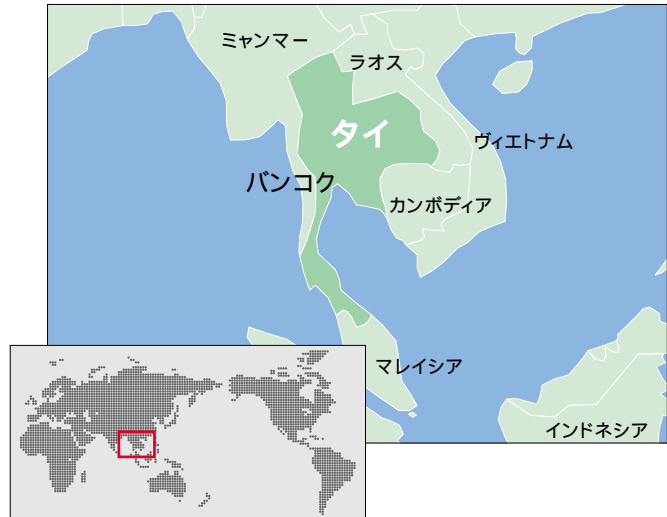 ミャンマー
ラオス
タイ
ヴィエトナム
バンコク
カンボディア
マレイシア
インドネシア